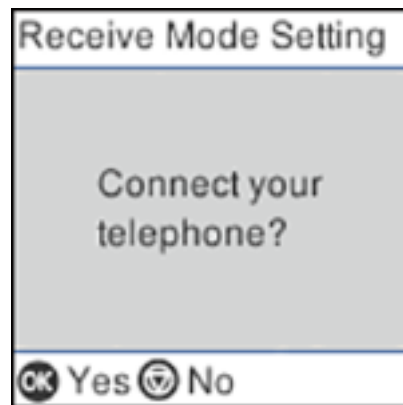 Receive Mode Setting
Connect your
telephone?
OK Yes No